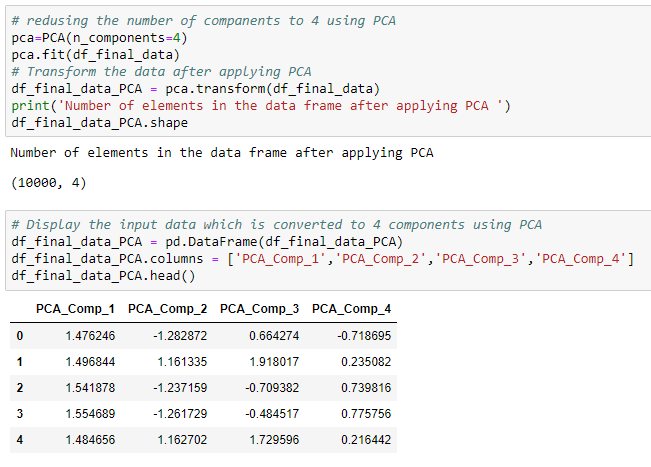 # redusing the number of companents to 4 using PCA
pca=PCA(n_components=4)
pca.fit(df_final_data)
# Transform the data after applying PCA
df_final_data_PCA = pca.transform(df_final_data)
print('Number of elements in the data frame after applying PCA ')
df_final_data_PCA.shape
Number of elements in the data frame after applying PCA
(10000, 4)
# Display the input data which is converted to 4 components using PCA
df_final_data_PCA = pd.DataFrame(df_final_data_PCA)
df_final_data_PCA.columns = ['PCA_Comp_1','PCA_Comp_2','PCA_Comp_3','PCA_Comp_4']
df_final_data_PCA.head()
PCA_Comp_1 PCA_Comp_2 PCA_Comp_3 PCA_Comp_4
0 1.476246 -1.282872 0.664274 -0.718695
1 1.496844 1.161335 1.918017 0.235082
2 1.541878 -1.237159 -0.709382 0.739816
3 1.554689 -1.261729 -0.484517 0.775756
4 1.484656 1.162702 1.729596 0.216442